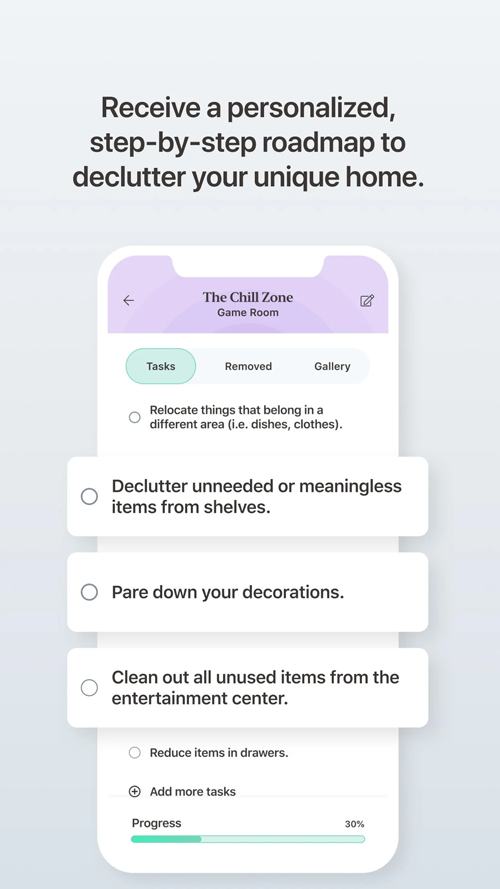 Receive a personalized,
step-by-step roadmap to
declutter your unique home.
The Chill Zone
Game Room
Tasks
Removed
Gallery
Relocate things that belong in a
different area (i.e. dishes, clothes).
Declutter unneeded or meaningless
items from shelves.
Pare down your decorations.
Clean out all unused items from the
entertainment center.
Reduce items in drawers.
Add more tasks
Progress
30%